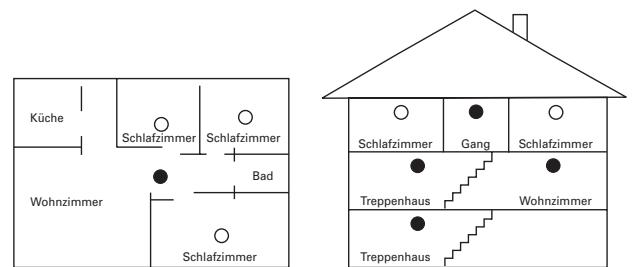 Küche
Schlafzimmer
Schlafzimmer
Bad
Wohnzimmer
Schlafzimmer
Schlafzimmer
Gang
Schlafzimmer
Treppenhaus
Wohnzimmer
Treppenhaus